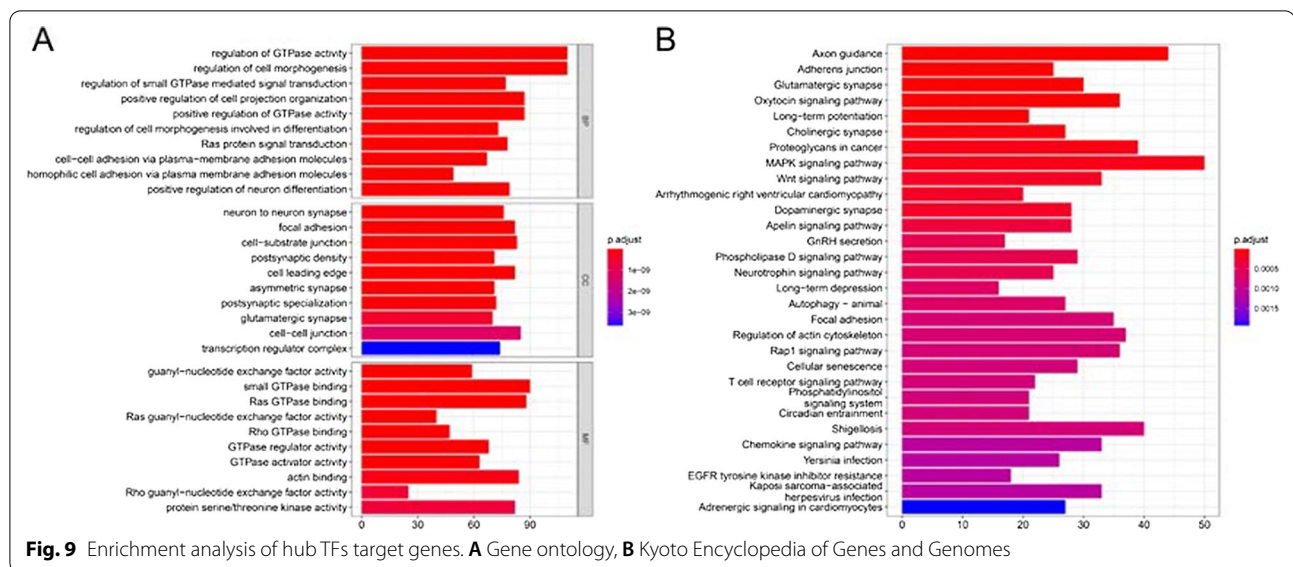 A
regulation of GTPase activity
regulation of cell morphogenesis
regulation of small GTPase mediated signal transduction
positive regulation of cell projection organization
positive regulation of GTPase activity
regulation of cell morphogenesis involved in differentiation
Ras protein signal transduction
cell−cell adhesion via plasma−membrane adhesion molecules
homophilic cell adhesion via plasma membrane adhesion molecules
positive regulation of neuron differentiation
BP
neuron to neuron synapse
focal adhesion
cell−substrate junction
postsynaptic density
cell leading edge
asymmetric synapse
postsynaptic specialization
glutamatergic synapse
cell−cell junction
transcription regulator complex
CC
guanyl−nucleotide exchange factor activity
small GTPase binding
Ras GTPase binding
Ras guanyl−nucleotide exchange factor activity
Rho GTPase binding
GTPase regulator activity
GTPase activator activity
actin binding
Rho guanyl−nucleotide exchange factor activity
protein serine/threonine kinase activity
MF
0 30 60 90
p.adjust
1e−09
2e−09
3e−09
B
Axon guidance
Adherens junction
Glutamatergic synapse
Oxytocin signaling pathway
Long−term potentiation
Cholinergic synapse
Proteoglycans in cancer
MAPK signaling pathway
Wnt signaling pathway
Arrhythmogenic right ventricular cardiomyopathy
Dopaminergic synapse
Apelin signaling pathway
GnRH secretion
Phospholipase D signaling pathway
Neurotrophin signaling pathway
Long−term depression
Autophagy − animal
Focal adhesion
Regulation of actin cytoskeleton
Rap1 signaling pathway
Cellular senescence
T cell receptor signaling pathway
Phosphatidylinositol
signaling system
Circadian entrainment
Shigellosis
Chemokine signaling pathway
Yersinia infection
EGFR tyrosine kinase inhibitor resistance
Kaposi sarcoma−associated
herpesvirus infection
Adrenergic signaling in cardiomyocytes
0 10 20 30 40 50
p.adjust
0.0005
0.0010
0.0015
Fig. 9 Enrichment analysis of hub TFs target genes. A Gene ontology, B Kyoto Encyclopedia of Genes and Genomes